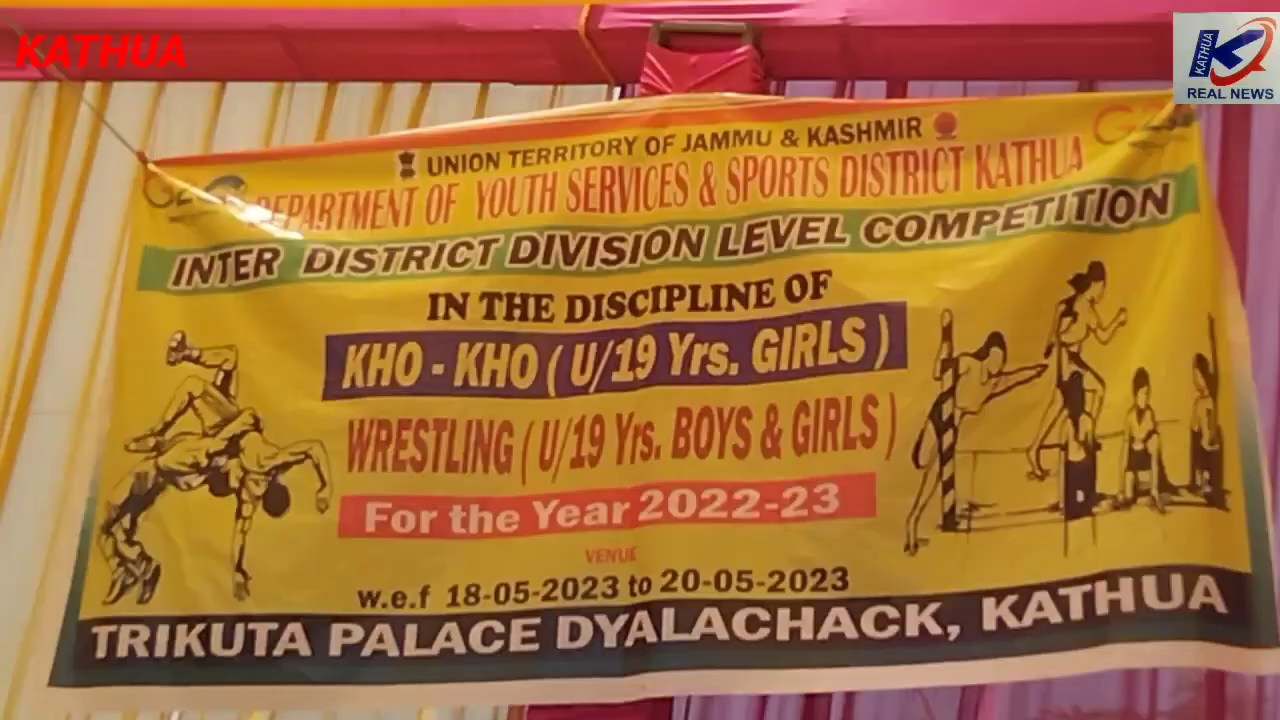 KATHUA
KATHUA
REAL NEWS
UNION TERRITORY OF JAMMU & KASHMIR
DEPARTMENT OF YOUTH SERVICES & SPORTS DISTRICT KATHUA
INTER DISTRICT DIVISION LEVEL COMPETITION
IN THE DISCIPLINE OF
KHO - KHO ( U/19 Yrs. GIRLS )
WRESTLING ( U/19 Yrs. BOYS & GIRLS )
For the Year 2022-23
VENUE
w.e.f 18-05-2023 to 20-05-2023
TRIKUTA PALACE DYALACHACK, KATHUA